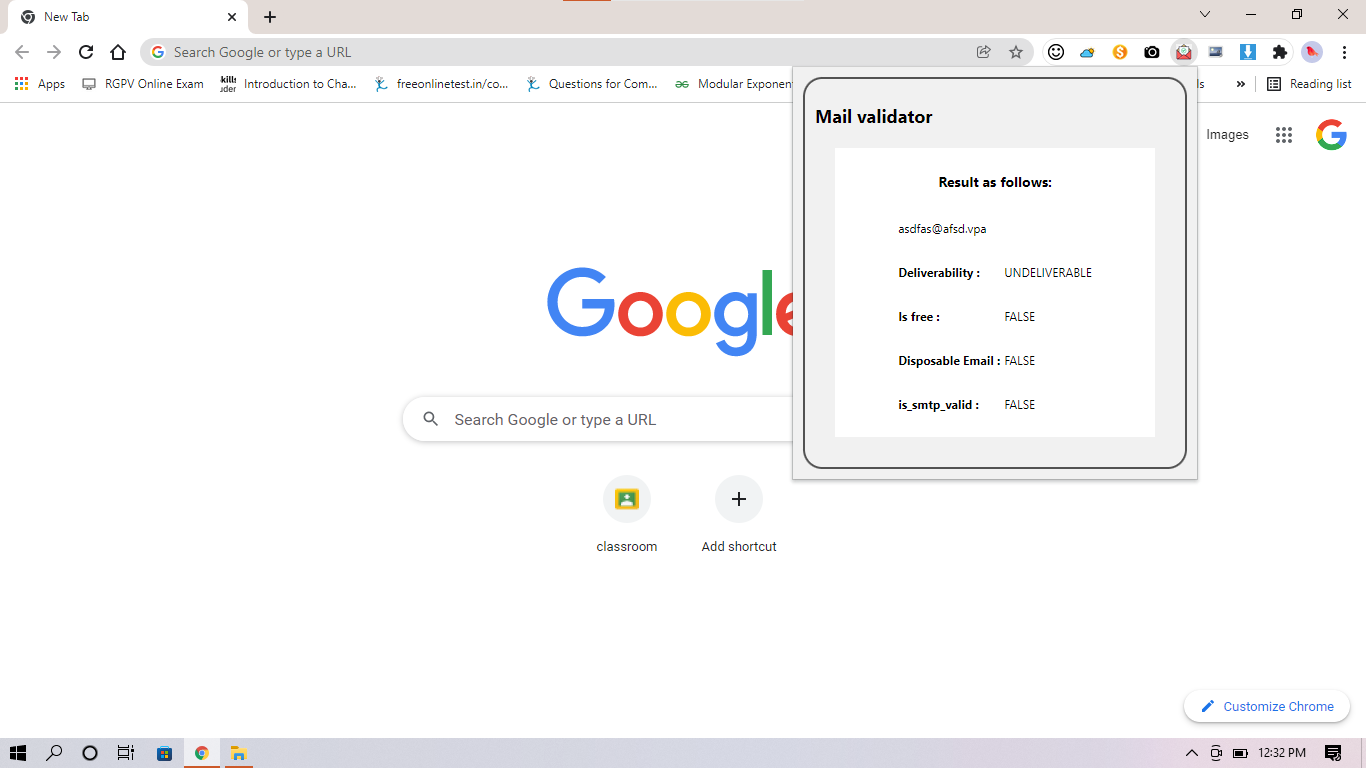 New Tab
Search Google or type a URL
Apps
RGPV Online Exam
Introduction to Cha...
freeonlinetest.in/co...
Questions for Com...
Modular Exponen
Reading list
Mail validator
Images
Result as follows:
asdfas@afsd.vpa
Deliverability : UNDELIVERABLE
Is free : FALSE
Disposable Email : FALSE
is_smtp_valid : FALSE
Google
Search Google or type a URL
classroom
Add shortcut
Customize Chrome
12:32 PM